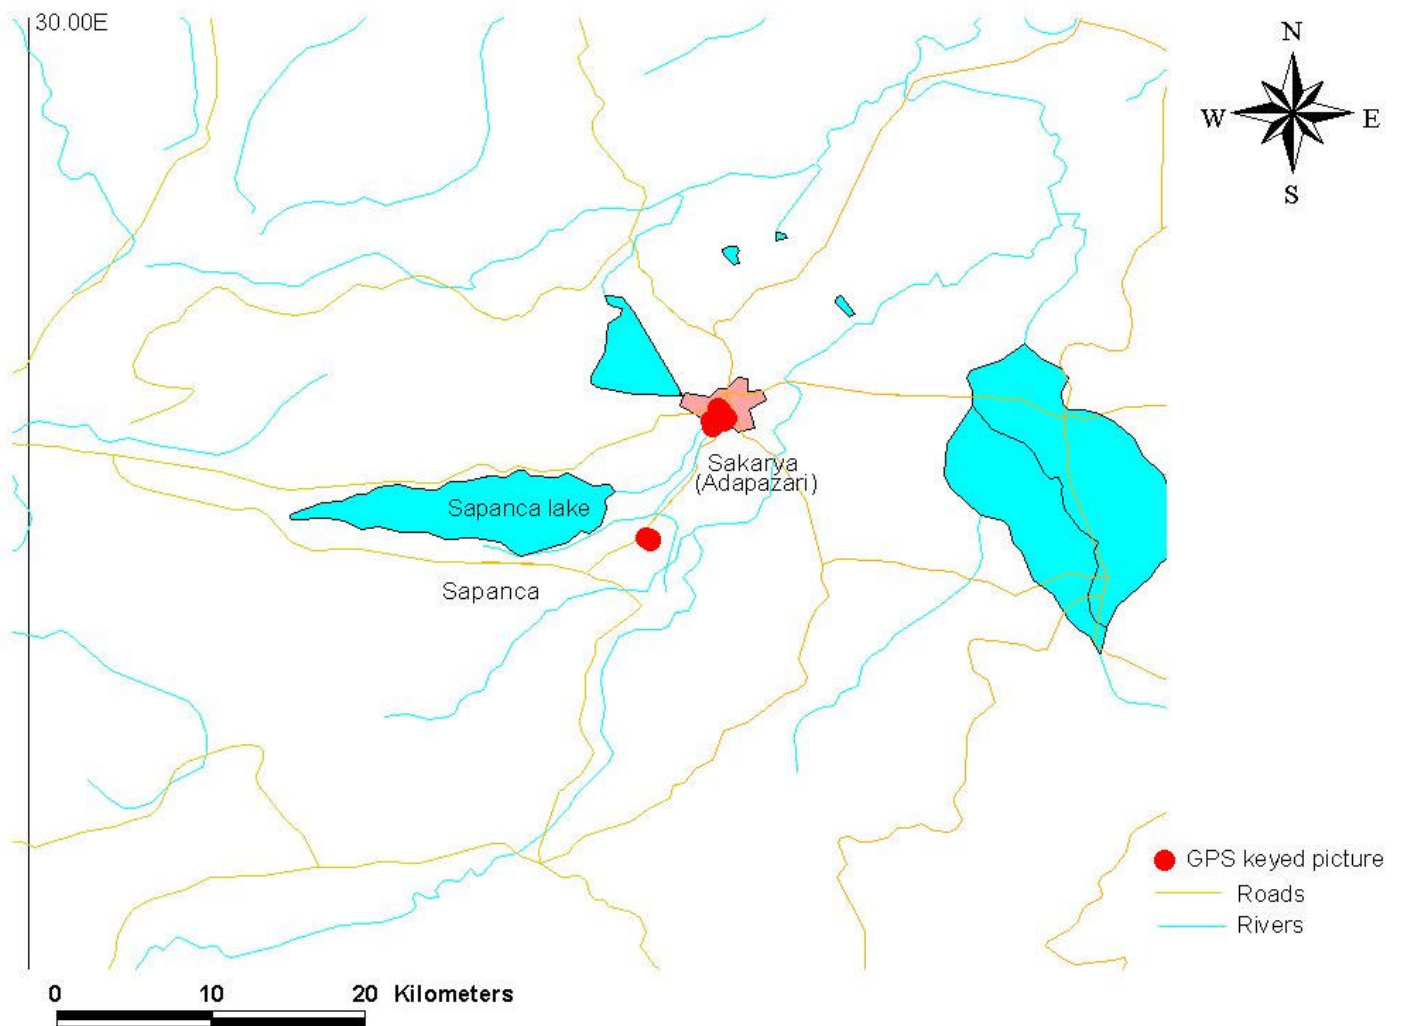 30.00E
N
W E
S
Sakarya
(Adapazari)
Sapanca lake
Sapanca
GPS keyed picture
Roads
Rivers
0 10 20 Kilometers